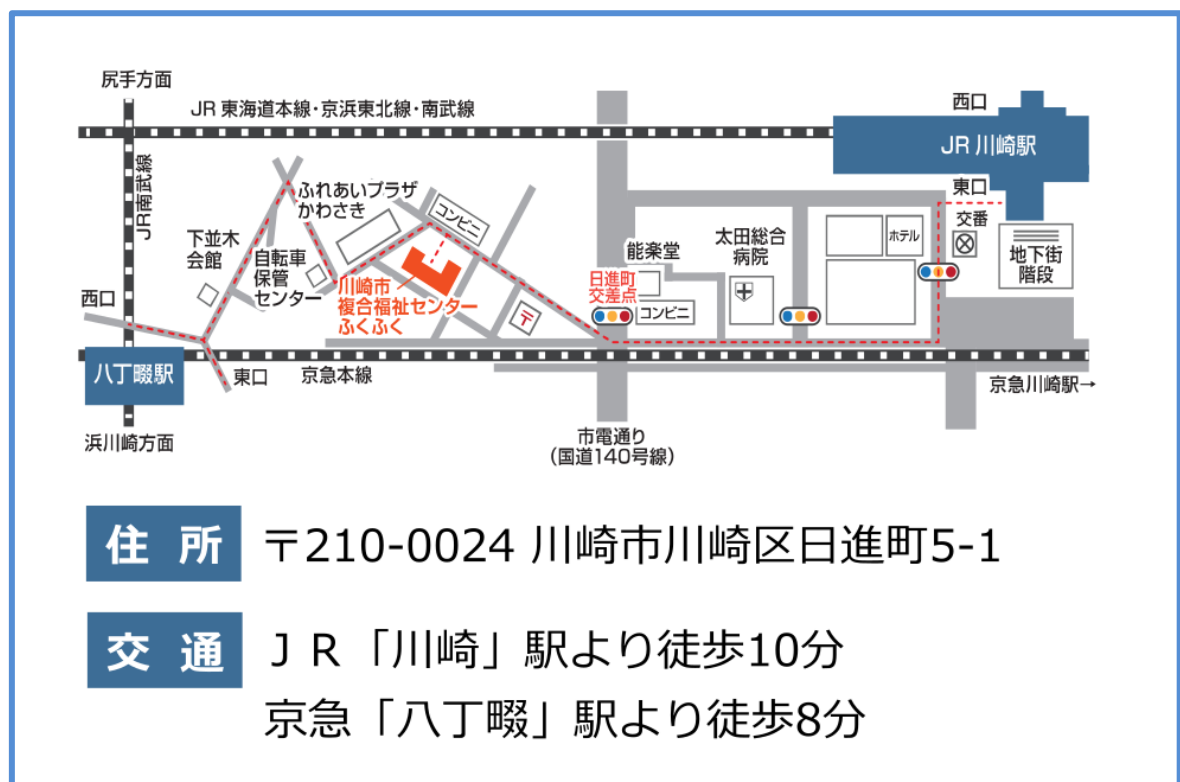 尻手方面
JR 東海道本線・京浜東北線・南武線
西口
JR 川崎駅
東口
交番
地下街
階段
ホテル
太田総合
病院
能楽堂
コンビニ
日進町
交差点
コンビニ
ふれあいプラザ
かわさき
JR南武線
下並木
会館
自転車
保管
センター
川崎市
複合福祉センター
ふくふく
〒
西口
八丁畷駅
東口
京急本線
京急川崎駅→
浜川崎方面
市電通り
(国道140号線)
住 所
〒210-0024 川崎市川崎区日進町5-1
交 通
ＪＲ「川崎」駅より徒歩10分
京急「八丁畷」駅より徒歩8分